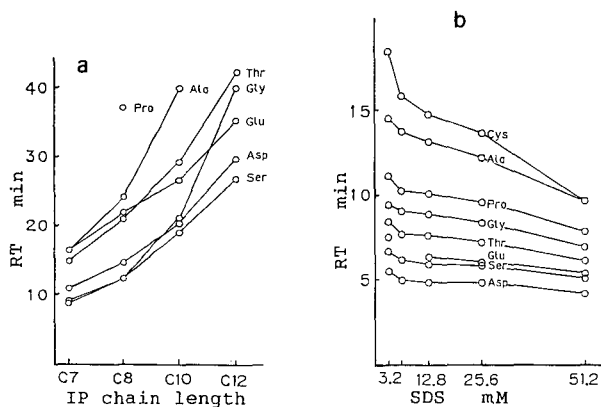 a
40
30
20
10
RT min
Pro
Ala
Thr
Gly
Glu
Asp
Ser
C7 C8 C10 C12
IP chain length
b
15
10
5
RT min
Cys
Ala
Pro
Gly
Thr
Glu
Ser
Asp
3.2 12.8 25.6 51.2
SDS mM